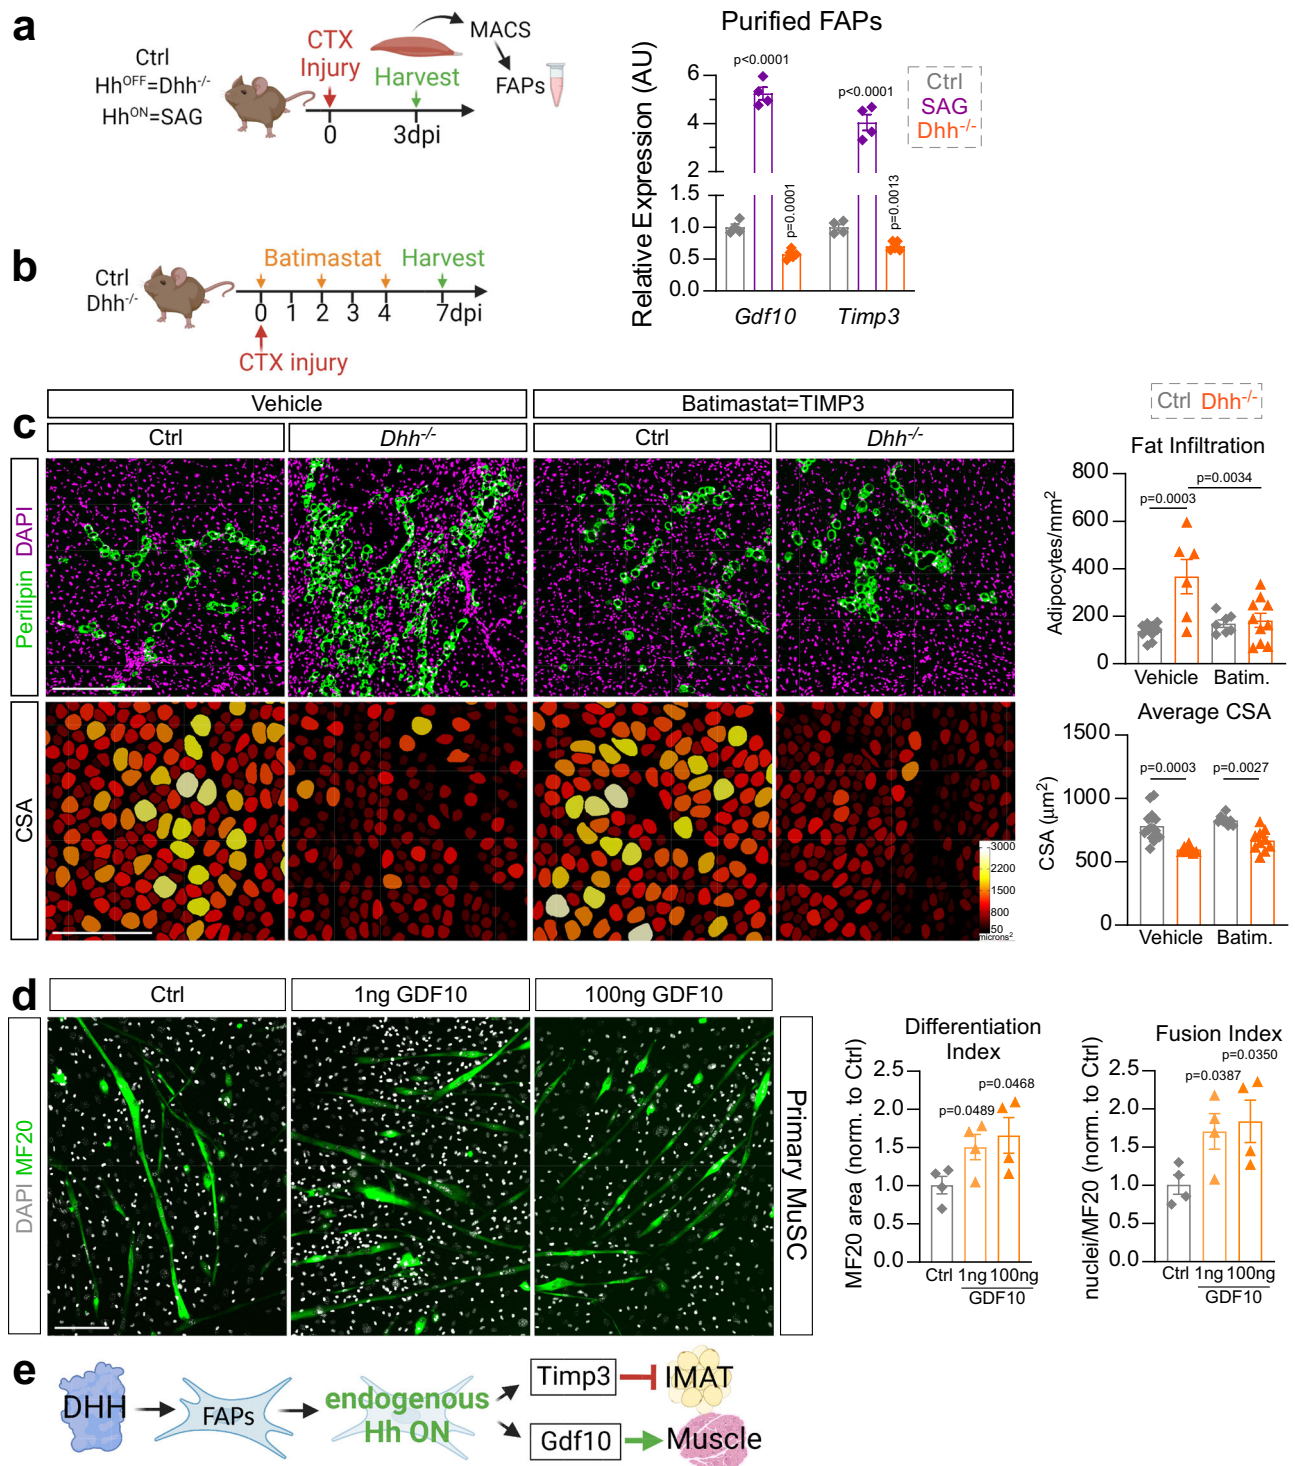 a
Ctrl
Hh^OFF=Dhh^-/-
Hh^ON=SAG
CTX
Injury
Harvest
0
3dpi
MACS
FAPs
Purified FAPs
Relative Expression (AU)
6
4
2
1.5
1.0
0.5
0.0
p<0.0001
p=0.0001
p<0.0001
p=0.0013
Gdf10
Timp3
Ctrl
SAG
Dhh^-/-
b
Ctrl
Dhh^-/-
Batimastat
Harvest
0 1 2 3 4 7dpi
CTX injury
c
Vehicle
Batimastat=TIMP3
Ctrl
Dhh^-/-
Ctrl
Dhh^-/-
Perilipin DAPI
CSA
3000
2200
1500
800
50
microns²
Ctrl Dhh^-/-
Fat Infiltration
Adipocytes/mm²
800
600
400
200
0
p=0.0003
p=0.0034
Vehicle
Batim.
Average CSA
CSA (µm²)
1500
1000
500
0
p=0.0003
p=0.0027
Vehicle
Batim.
d
Ctrl
1ng GDF10
100ng GDF10
DAPI MF20
Primary MuSC
Differentiation
Index
MF20 area (norm. to Ctrl)
2.5
2.0
1.5
1.0
0.5
0.0
p=0.0489
p=0.0468
Ctrl 1ng 100ng
GDF10
Fusion Index
nuclei/MF20 (norm. to Ctrl)
2.5
2.0
1.5
1.0
0.5
0.0
p=0.0387
p=0.0350
Ctrl 1ng 100ng
GDF10
e
DHH
FAPs
endogenous
Hh ON
Timp3
IMAT
Gdf10
Muscle